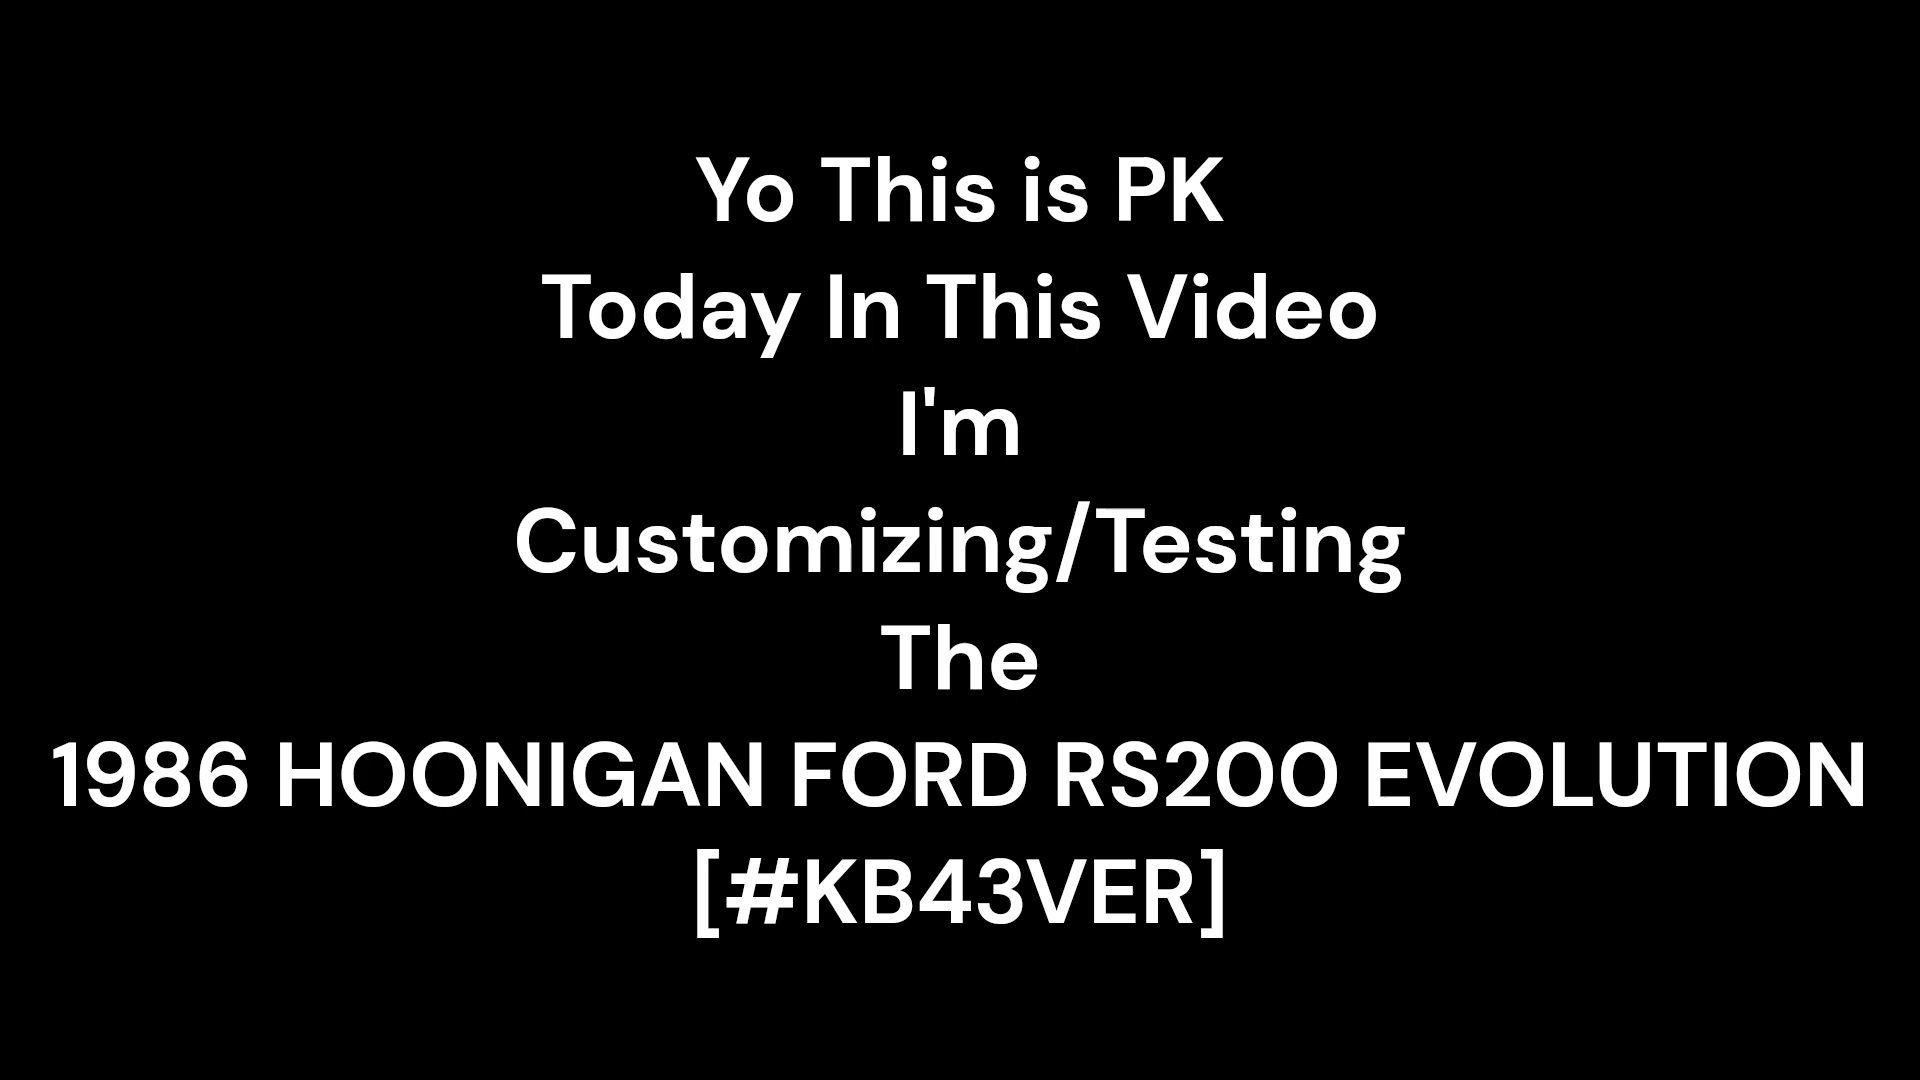 Yo This is PK
Today In This Video
I'm
Customizing/Testing
The
1986 HOONIGAN FORD RS200 EVOLUTION
[#KB43VER]